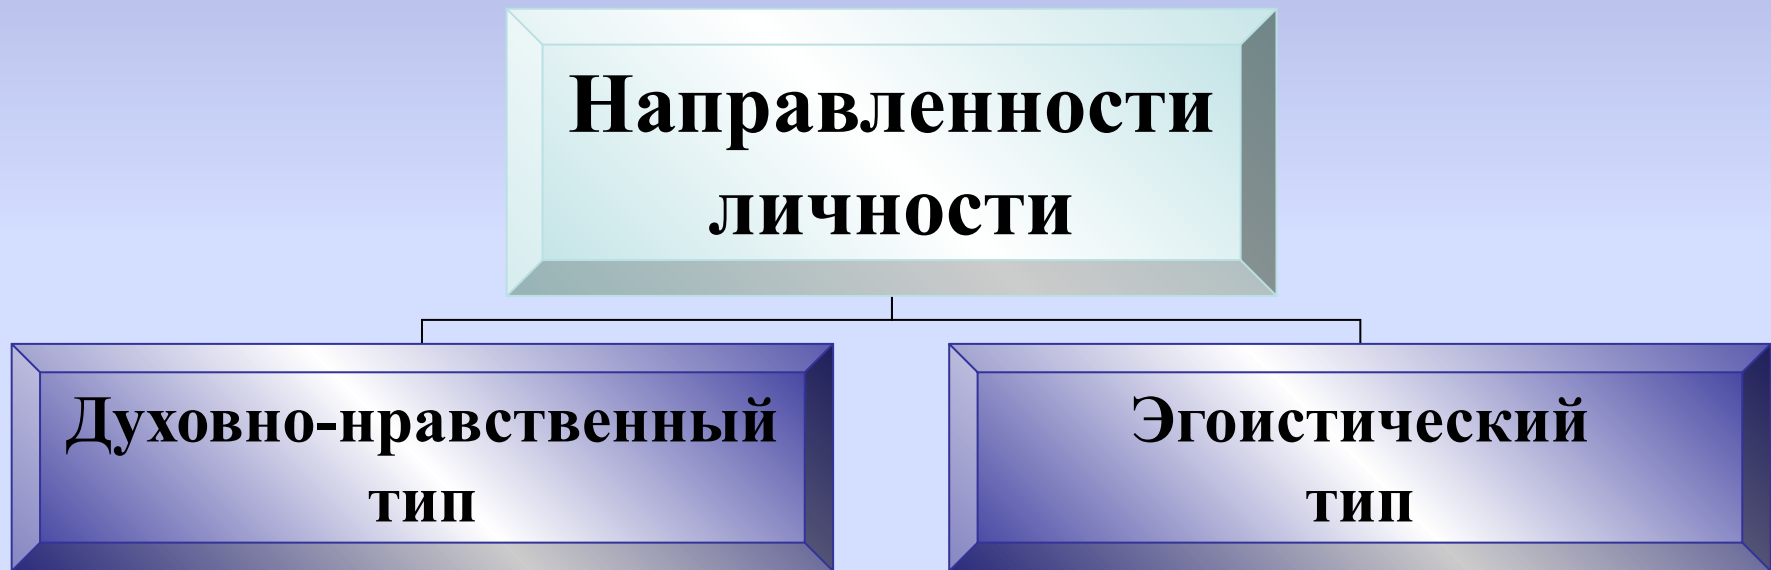 Направленности
личности
Духовно-нравственный
тип
Эгоистический
тип